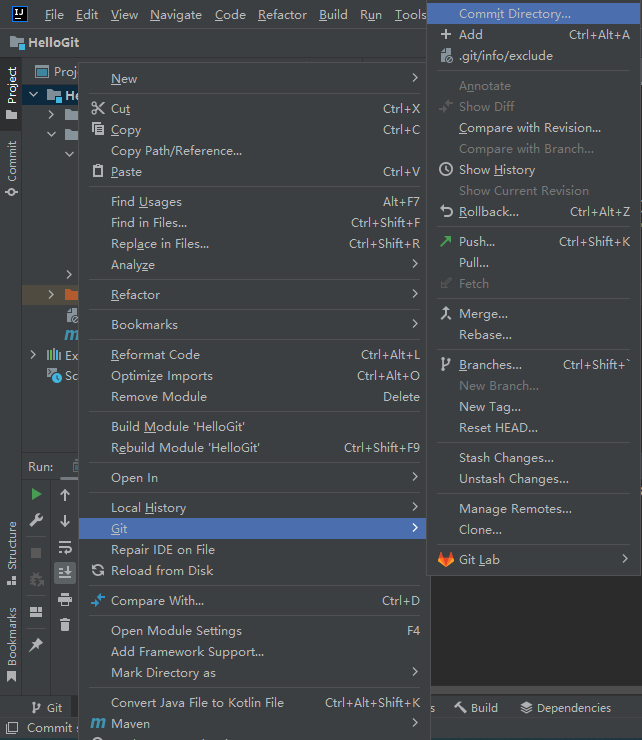 IJ File Edit View Navigate Code Refactor Build Run Tools
HelloGit
Project
Commit
Structure
Bookmarks
Proj
He
Ex
Sc
Run:
New
Cut Ctrl+X
Copy Ctrl+C
Copy Path/Reference...
Paste Ctrl+V
Find Usages Alt+F7
Find in Files... Ctrl+Shift+F
Replace in Files... Ctrl+Shift+R
Analyze
Refactor
Bookmarks
Reformat Code Ctrl+Alt+L
Optimize Imports Ctrl+Alt+O
Remove Module Delete
Build Module 'HelloGit'
Rebuild Module 'HelloGit' Ctrl+Shift+F9
Open In
Local History
Git
Repair IDE on File
Reload from Disk
Compare With... Ctrl+D
Open Module Settings F4
Add Framework Support...
Mark Directory as
Convert Java File to Kotlin File Ctrl+Alt+Shift+K
m Maven
Commit Directory...
Add Ctrl+Alt+A
.git/info/exclude
Annotate
Show Diff
Compare with Revision...
Compare with Branch...
Show History
Show Current Revision
Rollback... Ctrl+Alt+Z
Push... Ctrl+Shift+K
Pull...
Fetch
Merge...
Rebase...
Branches... Ctrl+Shift+`
New Branch...
New Tag...
Reset HEAD...
Stash Changes...
Unstash Changes...
Manage Remotes...
Clone...
Git Lab
Git
s Build Dependencies
Commit s